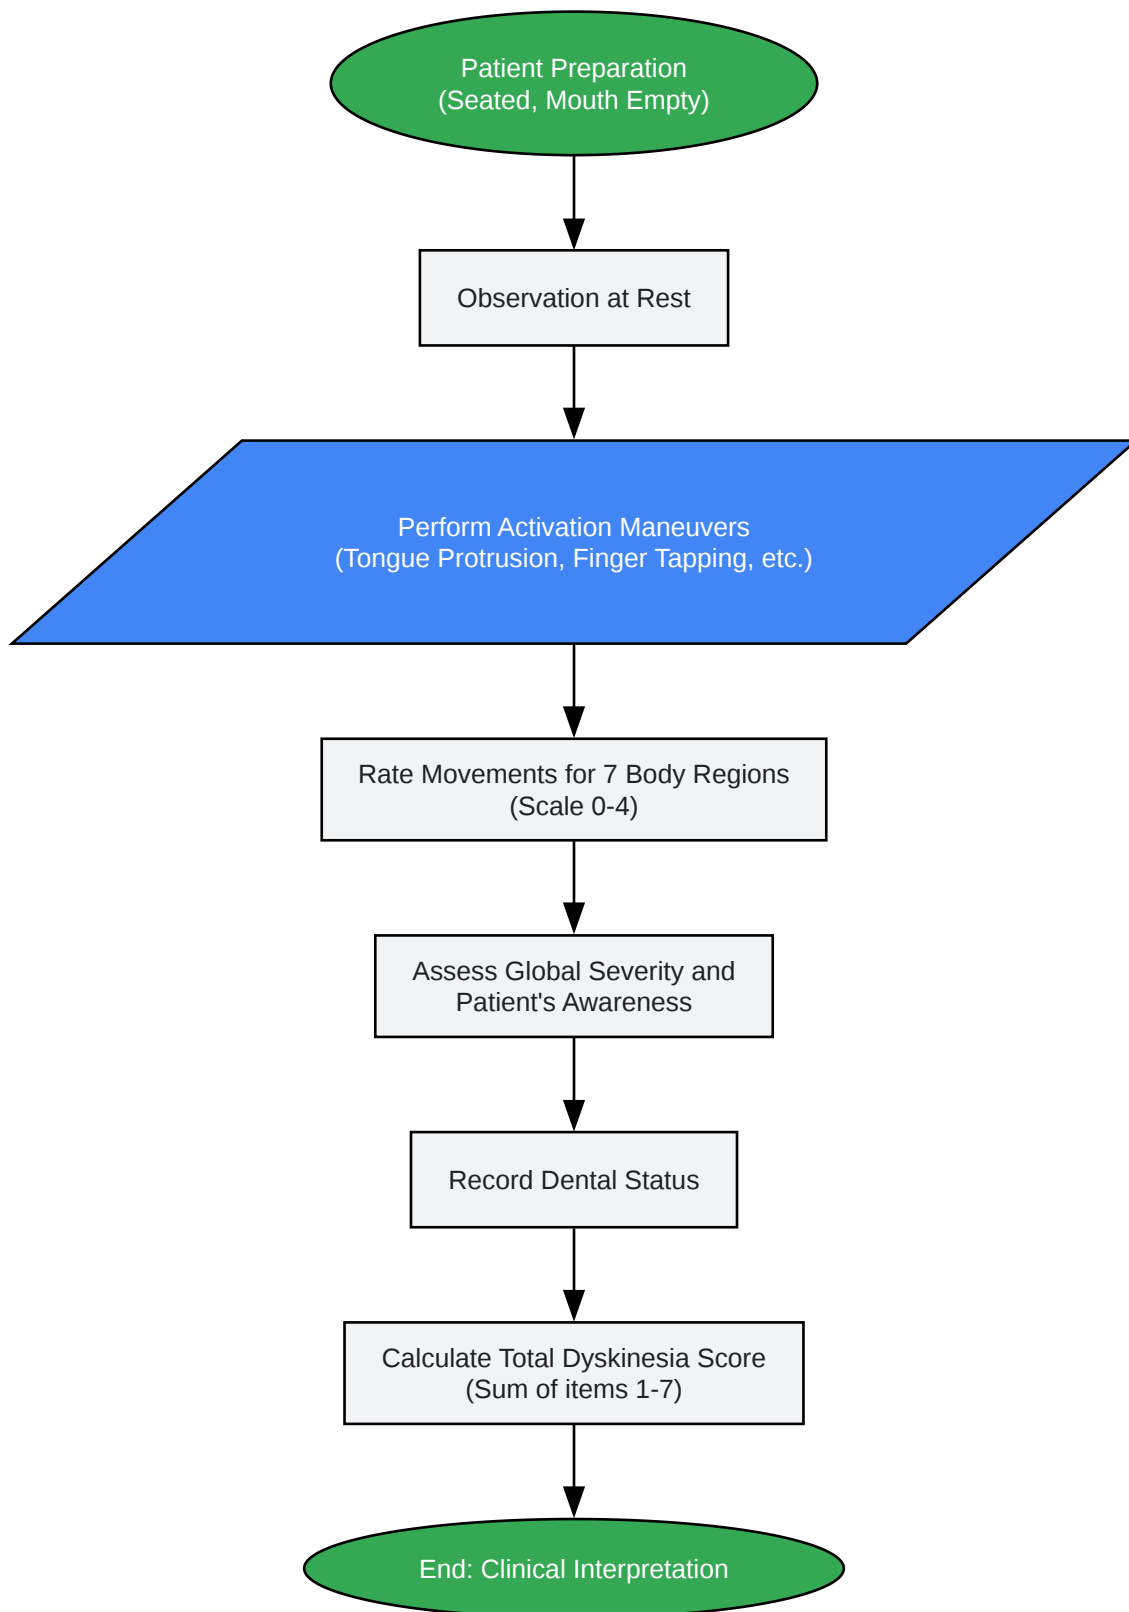 Patient Preparation
(Seated, Mouth Empty)
Observation at Rest
Perform Activation Maneuvers
(Tongue Protrusion, Finger Tapping, etc.)
Rate Movements for 7 Body Regions
(Scale 0-4)
Assess Global Severity and
Patient's Awareness
Record Dental Status
Calculate Total Dyskinesia Score
(Sum of items 1-7)
End: Clinical Interpretation